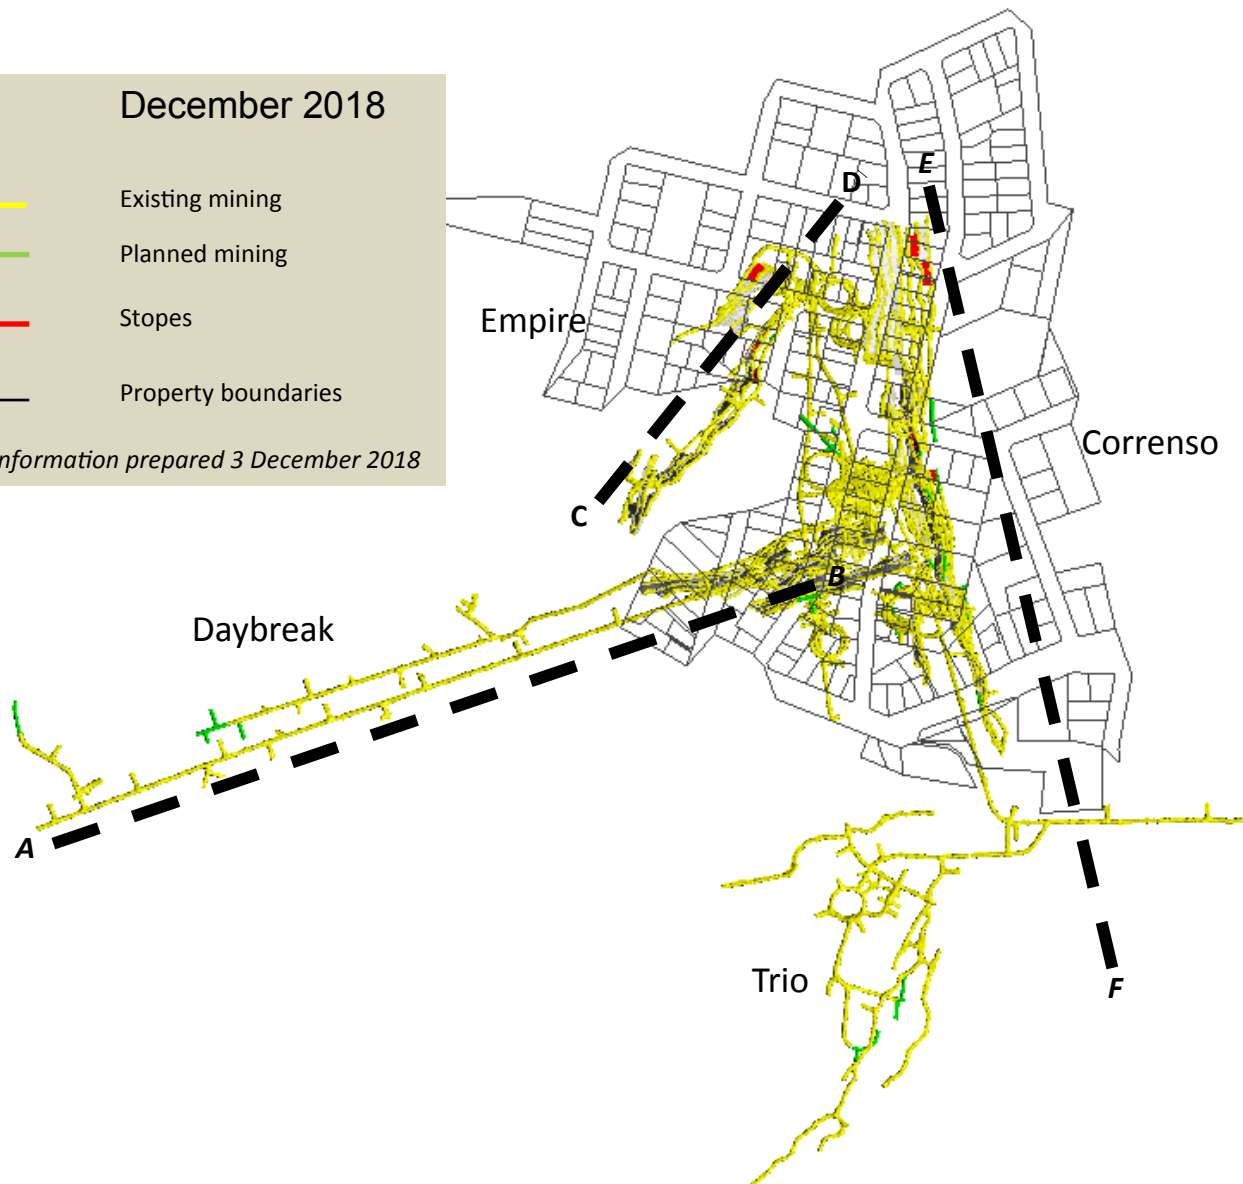 December 2018
Existing mining
Planned mining
Stopes
Property boundaries
nformation prepared 3 December 2018
D
E
Empire
Correnso
C
B
Daybreak
A
Trio
F